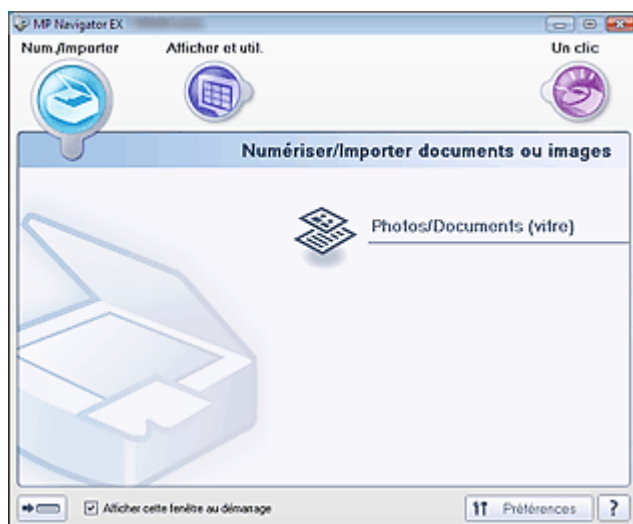 MP Navigator EX
Num./Importer
Afficher et util.
Un clic
Numériser/Importer documents ou images
Photos/Documents (vitre)
Afficher cette fenêtre au démarrage
Préférences
?